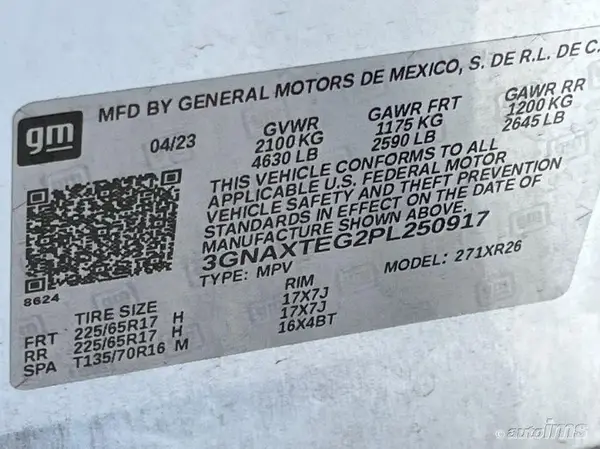 gm
MFD BY GENERAL MOTORS DE MEXICO, S. DE R.L. DE C.
04/23 GVWR GAWR FRT GAWR RR
2100 KG 1175 KG 1200 KG
4630 LB 2590 LB 2645 LB
THIS VEHICLE CONFORMS TO ALL
APPLICABLE U.S. FEDERAL MOTOR
VEHICLE SAFETY AND THEFT PREVENTION
STANDARDS IN EFFECT ON THE DATE OF
MANUFACTURE SHOWN ABOVE.
3GNAXTEG2PL250917
TYPE: MPV MODEL: 271XR26
8624
TIRE SIZE RIM
FRT 225/65R17 H 17X7J
RR 225/65R17 H 17X7J
SPA T135/70R16 M 16X4BT
autoims